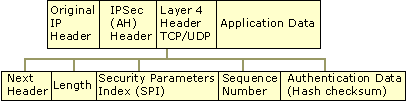 Original IPSec Layer 4 Application Data
IP (AH) Header
Header Header TCP/UDP
Next Length Security Parameters Sequence Authentication Data
Header Index (SPI) Number (Hash checksum)